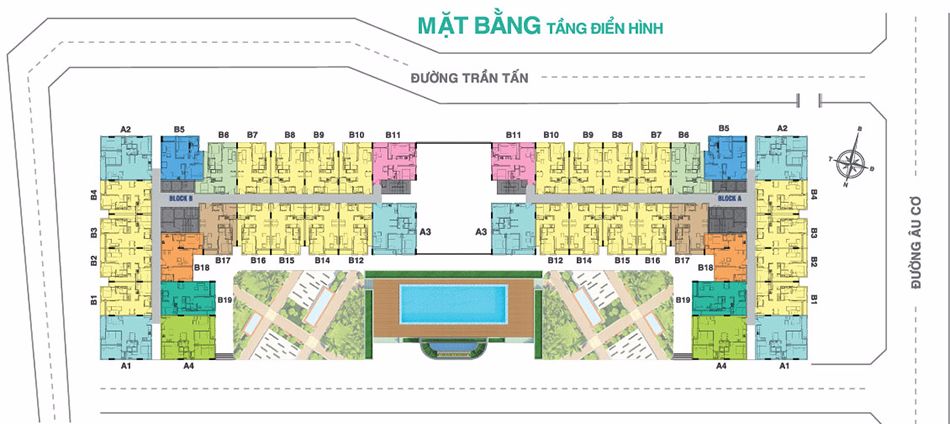 MẶT BẰNG TẦNG ĐIỂN HÌNH
ĐƯỜNG TRẦN TẤN
A2 B5 B6 B7 B8 B9 B10 B11 B11 B10 B9 B8 B7 B6 B5 A2
B
T Đ
N
B4 BLOCK B BLOCK A B4
ĐƯỜNG ÂU CƠ
B3 A3 A3 B3
B2 B18 B17 B16 B15 B14 B12 B12 B14 B15 B16 B17 B18 B2
B1 B19 B19 B1
A1 A4 A4 A1